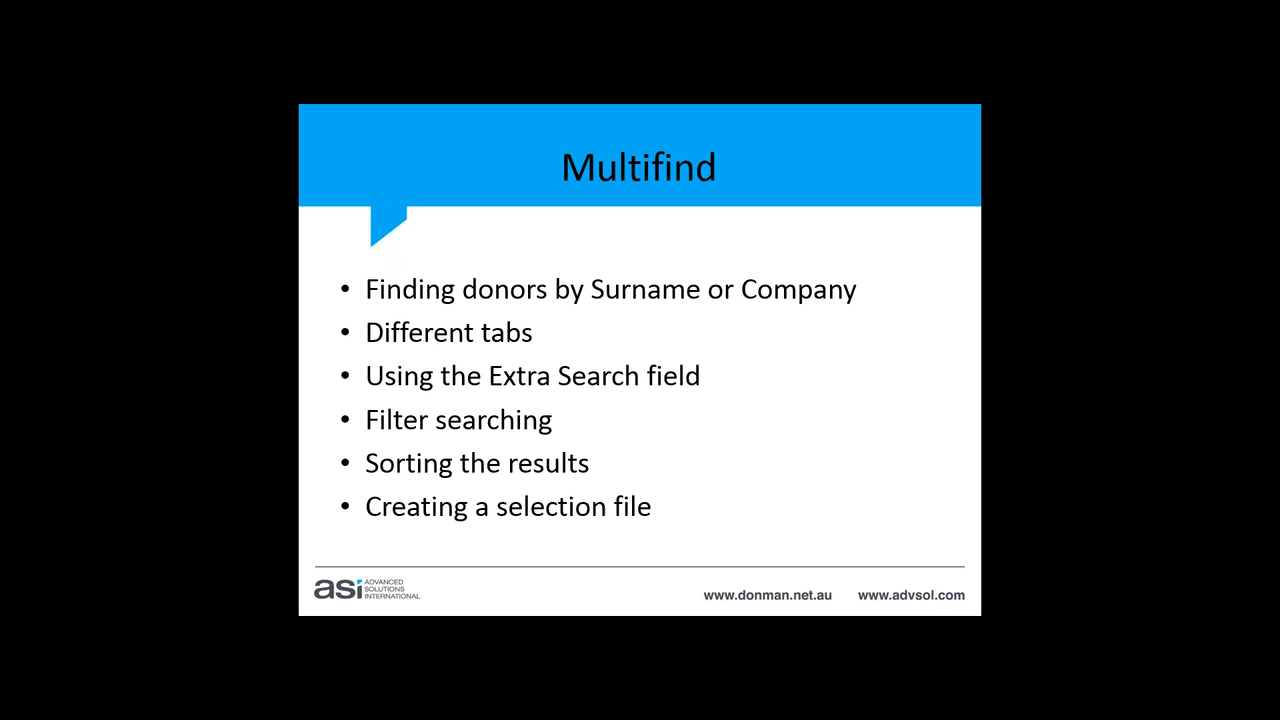 Multifind
• Finding donors by Surname or Company
• Different tabs
• Using the Extra Search field
• Filter searching
• Sorting the results
• Creating a selection file
asi ADVANCED
SOLUTIONS
INTERNATIONAL
www.donman.net.au www.advsol.com